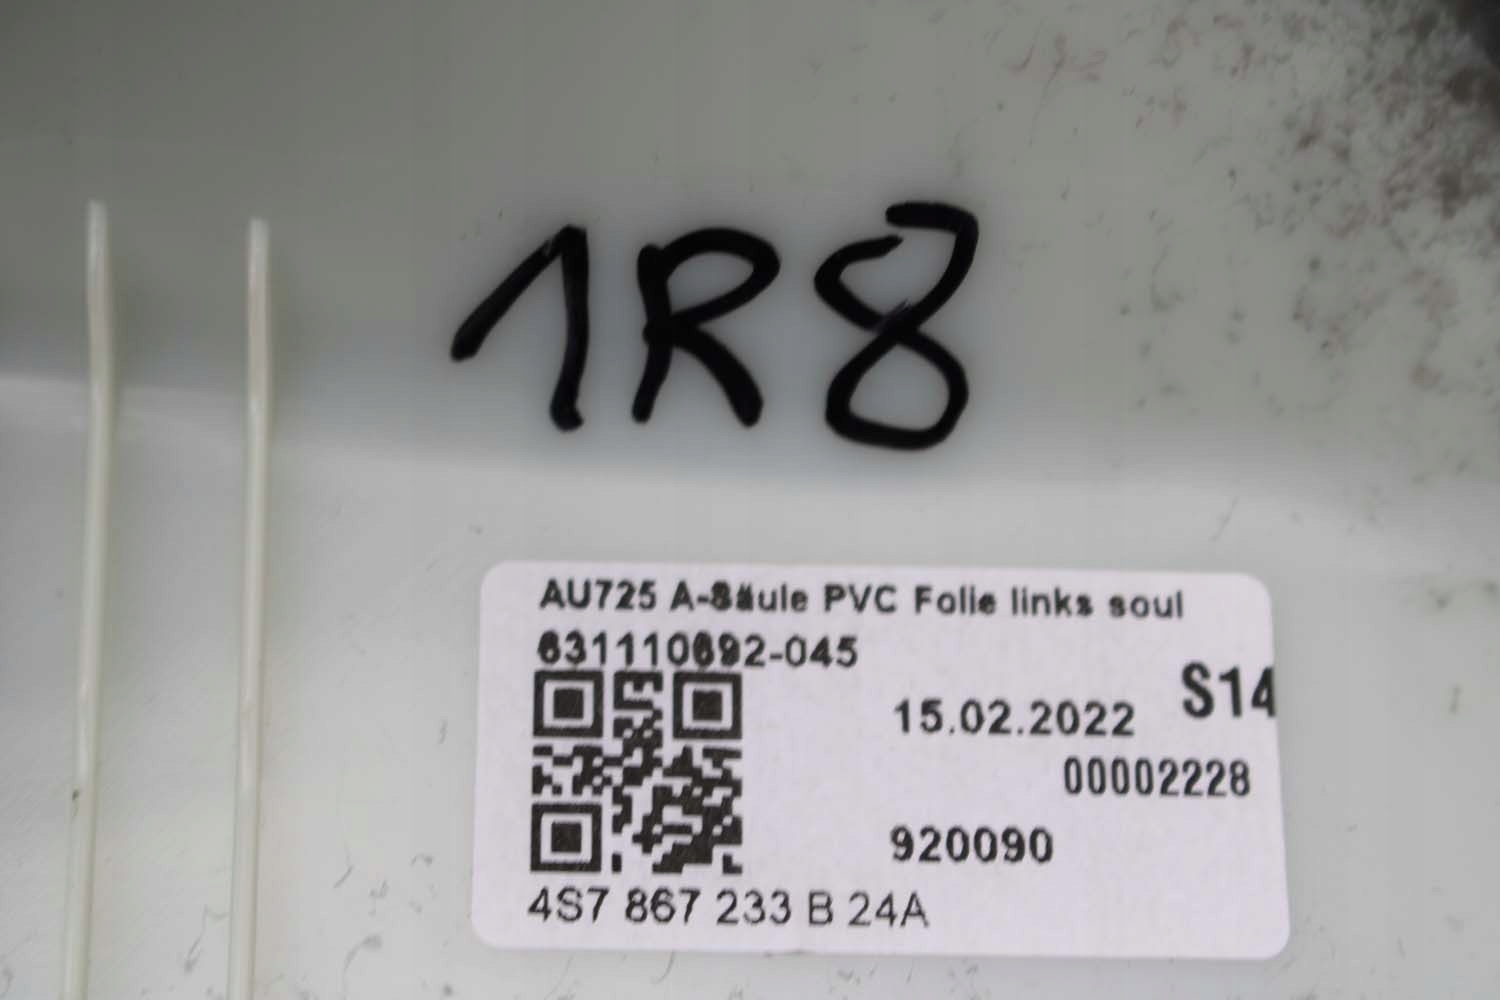 1R8
AU725 A-Säule PVC Folie links soul
631110692-045
S14
15.02.2022
00002228
920090
4S7 867 233 B 24A